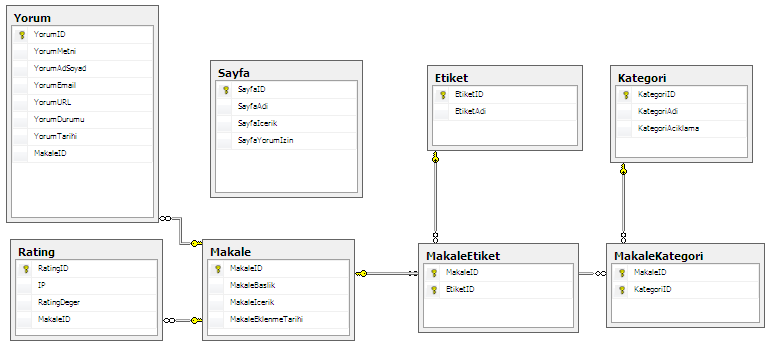 Yorum
YorumID
YorumMetni
YorumAdSoyad
YorumEmail
YorumURL
YorumDurumu
YorumTarihi
MakaleID
Sayfa
SayfaID
SayfaAdi
SayfaIcerik
SayfaYorumIzin
Etiket
EtiketID
EtiketAdi
Kategori
KategoriID
KategoriAdi
KategoriAciklama
Rating
RatingID
IP
RatingDeger
MakaleID
Makale
MakaleID
MakaleBaslik
MakaleIcerik
MakaleEklenmeTarihi
MakaleEtiket
MakaleID
EtiketID
MakaleKategori
MakaleID
KategoriID